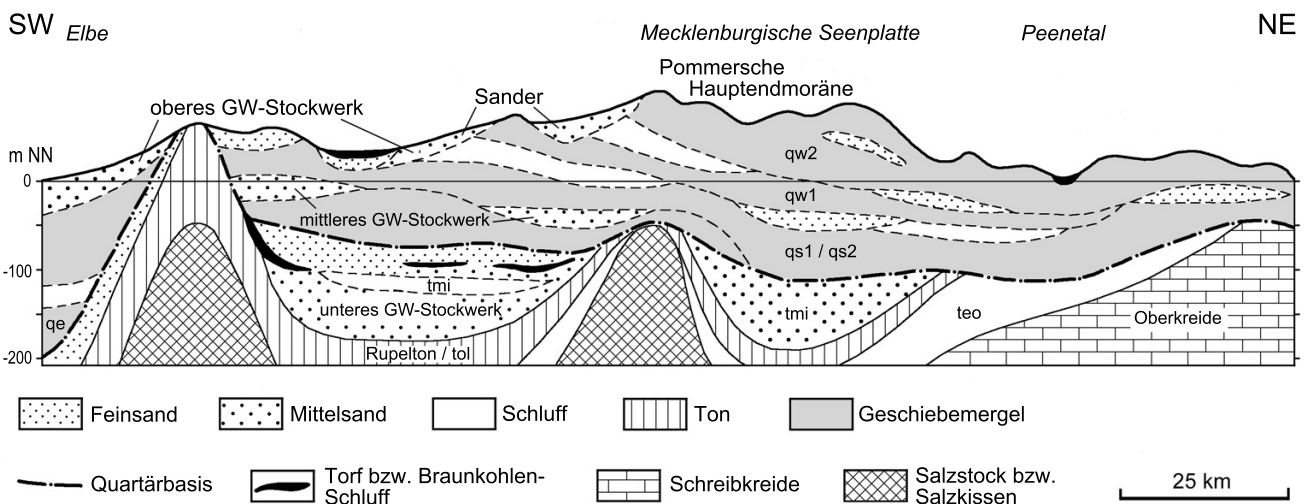 SW
Elbe
Mecklenburgische Seenplatte
Peenetal
NE
Pommersche
Hauptendmoräne
oberes GW-Stockwerk
Sander
m NN
0
-100
-200
qw2
qw1
mittleres GW-Stockwerk
qs1 / qs2
tmi
unteres GW-Stockwerk
tmi
teo
Oberkreide
qe
Rupelton / tol
Feinsand
Mittelsand
Schluff
Ton
Geschiebemergel
Quartärbasis
Torf bzw. Braunkohlen-
Schluff
Schreibkreide
Salzstock bzw.
Salzkissen
25 km